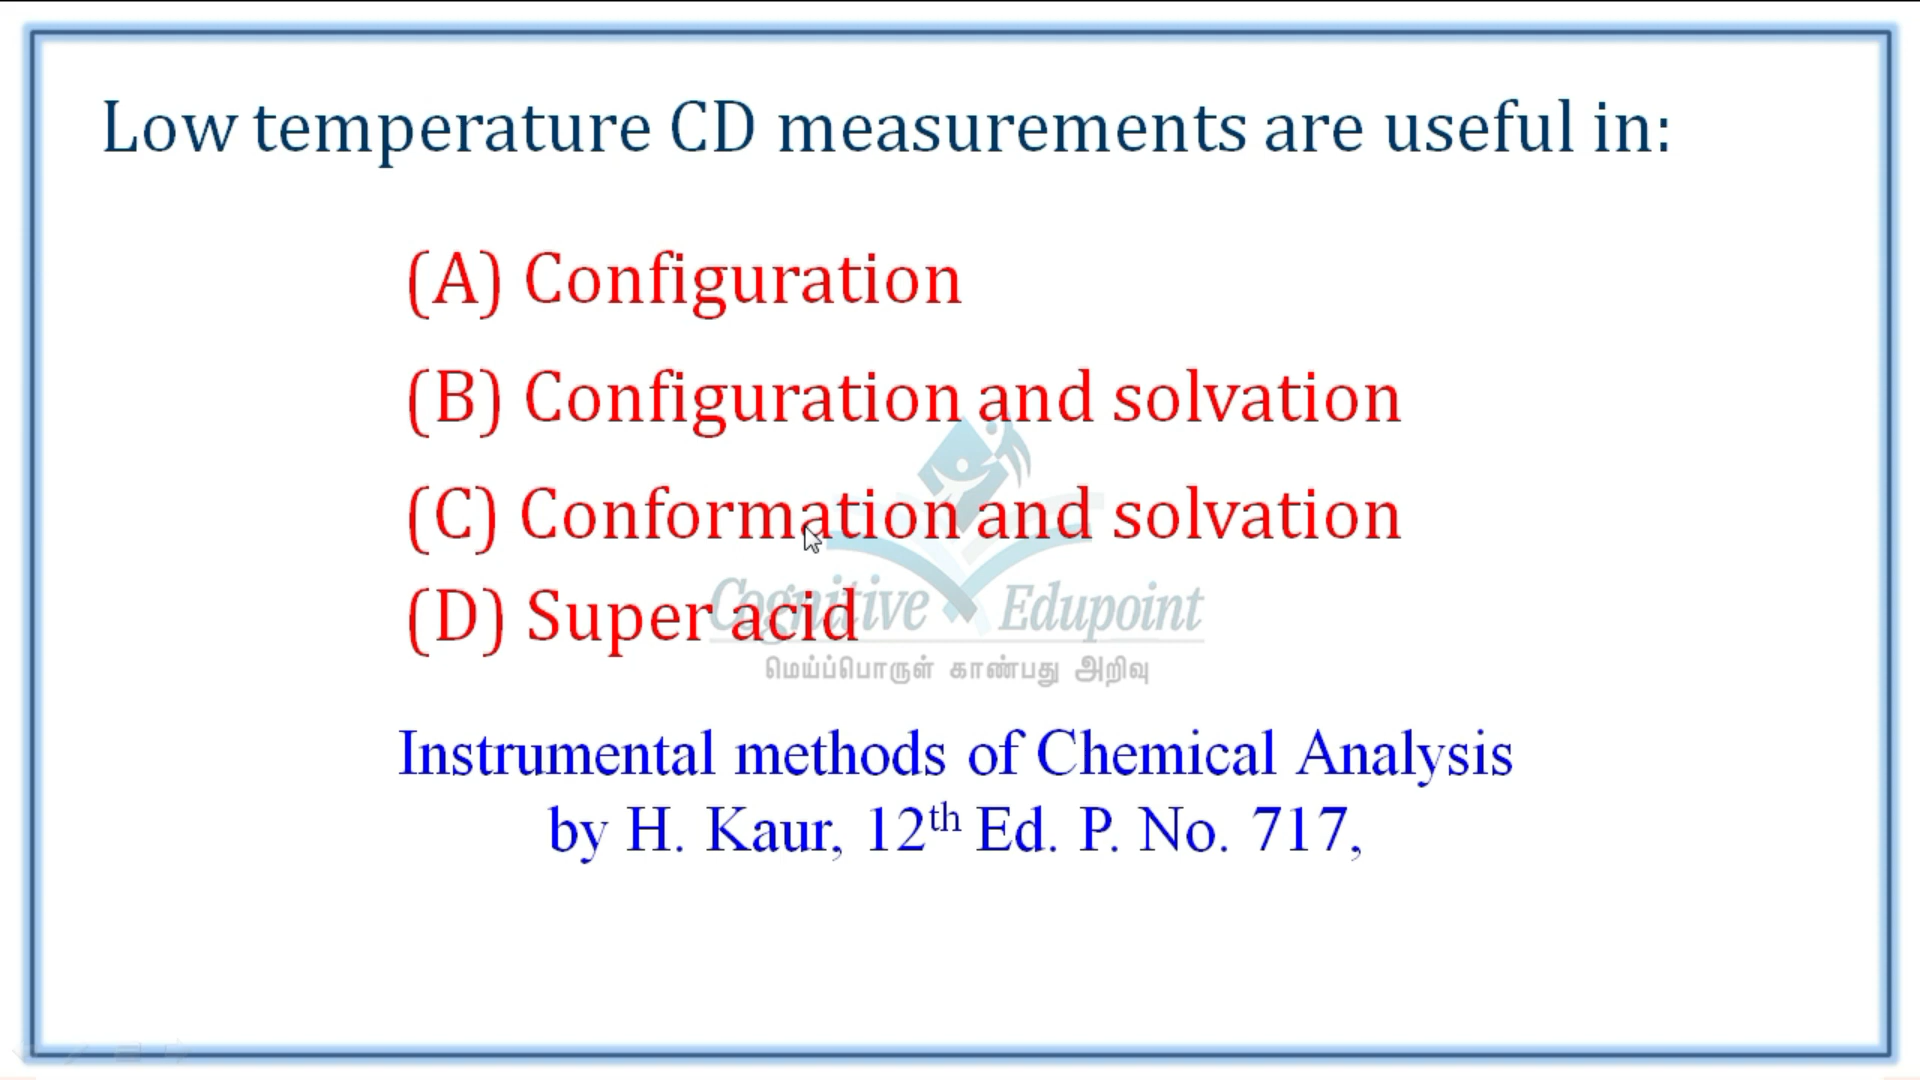 Low temperature CD measurements are useful in:
(A) Configuration
(B) Configuration and solvation
(C) Conformation and solvation
(D) Super acid
Cognitive Edupoint
மெய்ப்பொருள் காண்பது அறிவு
Instrumental methods of Chemical Analysis
by H. Kaur, 12th Ed. P. No. 717,